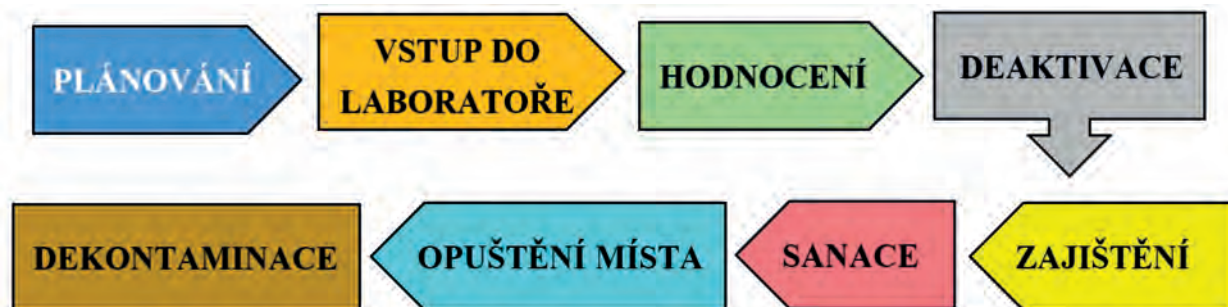 PLÁNOVÁNÍ
VSTUP DO
LABORATOŘE
HODNOCENÍ
DEAKTIVACE
ZAJIŠTĚNÍ
SANACE
OPUŠTĚNÍ MÍSTA
DEKONTAMINACE